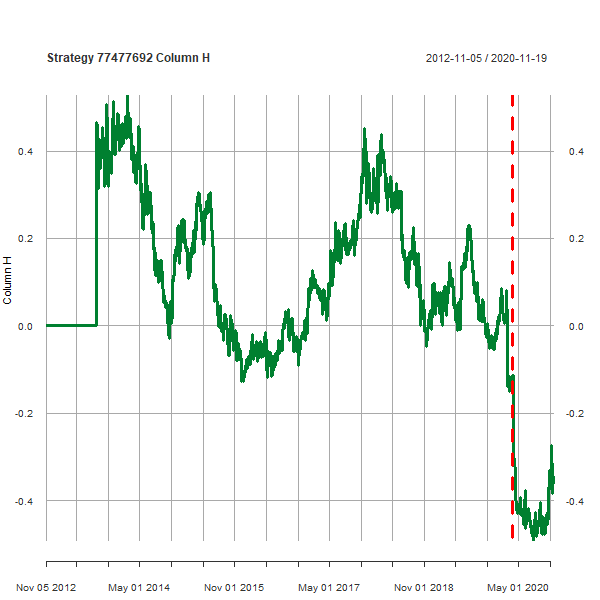 Strategy 77477692 Column H
2012-11-05 / 2020-11-19
0.4
0.4
0.2
0.2
0.0
0.0
-0.2
-0.2
-0.4
-0.4
Column H
Nov 05 2012
May 01 2014
Nov 01 2015
May 01 2017
Nov 01 2018
May 01 2020